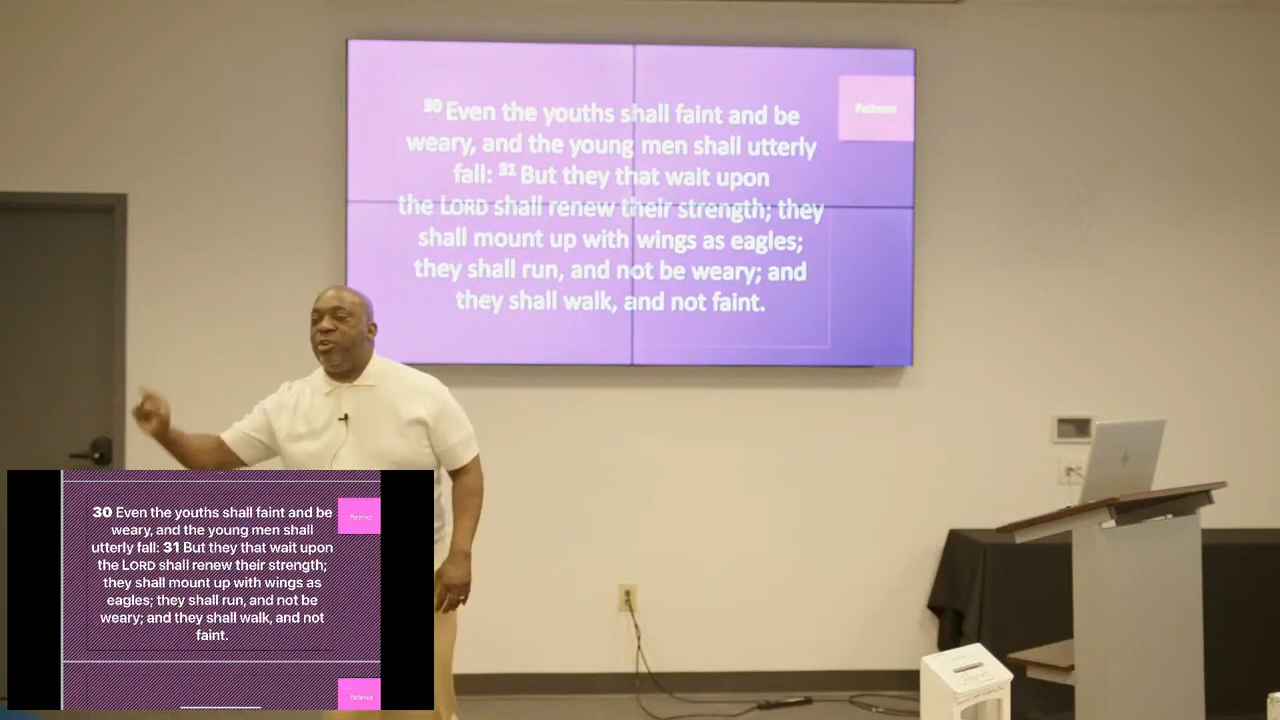 30 Even the youths shall faint and be
weary, and the young men shall utterly
fall: 31 But they that wait upon
the LORD shall renew their strength; they
shall mount up with wings as eagles;
they shall run, and not be weary; and
they shall walk, and not faint.
Patience
30 Even the youths shall faint and be
weary, and the young men shall
utterly fall: 31 But they that wait upon
the LORD shall renew their strength;
they shall mount up with wings as
eagles; they shall run, and not be
weary; and they shall walk, and not
faint.
Patience
Patience